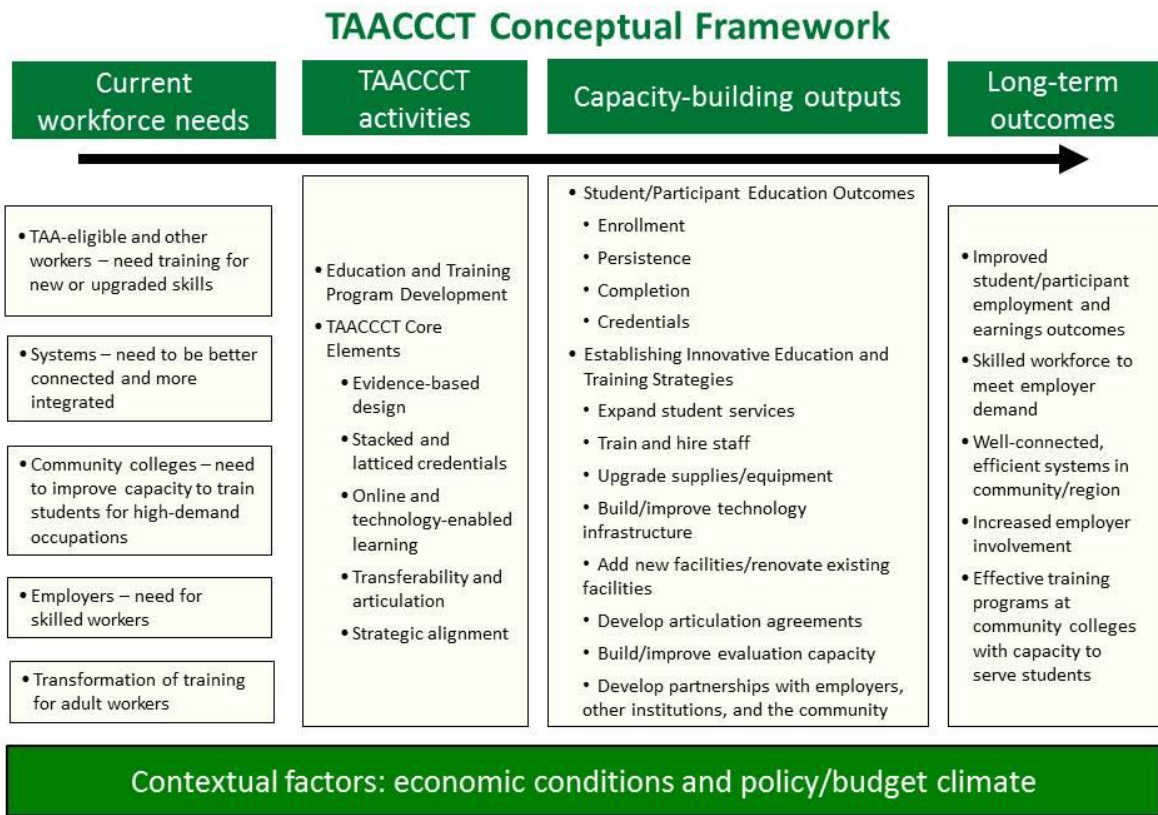 TAACCCT Conceptual Framework
Current
workforce needs
TAACCCT
activities
Capacity-building outputs
Long-term
outcomes
• TAA-eligible and other
workers – need training for
new or upgraded skills
• Systems – need to be better
connected and more
integrated
• Community colleges – need
to improve capacity to train
students for high-demand
occupations
• Employers – need for
skilled workers
• Transformation of training
for adult workers
• Education and Training
Program Development
• TAACCCT Core
Elements
• Evidence-based
design
• Stacked and
latticed credentials
• Online and
technology-enabled
learning
• Transferability and
articulation
• Strategic alignment
• Student/Participant Education Outcomes
• Enrollment
• Persistence
• Completion
• Credentials
• Establishing Innovative Education and
Training Strategies
• Expand student services
• Train and hire staff
• Upgrade supplies/equipment
• Build/improve technology
infrastructure
• Add new facilities/renovate existing
facilities
• Develop articulation agreements
• Build/improve evaluation capacity
• Develop partnerships with employers,
other institutions, and the community
• Improved
student/participant
employment and
earnings outcomes
• Skilled workforce to
meet employer
demand
• Well-connected,
efficient systems in
community/region
• Increased employer
involvement
• Effective training
programs at
community colleges
with capacity to
serve students
Contextual factors: economic conditions and policy/budget climate